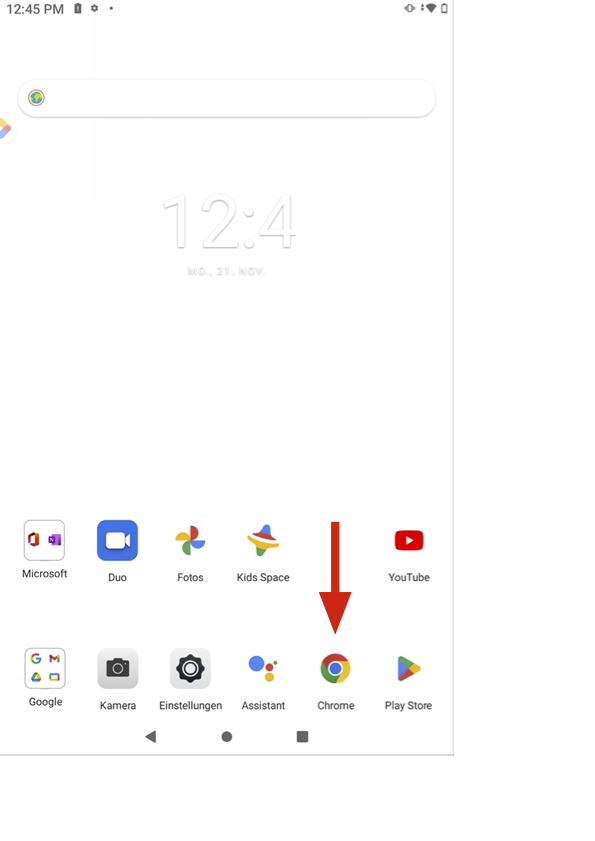 12:45 PM
12:4
MO., 21. NOV.
Microsoft
Duo
Fotos
Kids Space
YouTube
Google
Kamera
Einstellungen
Assistant
Chrome
Play Store